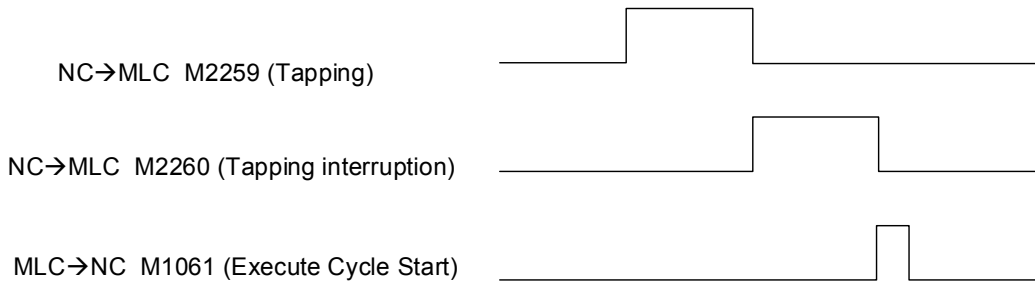 NC→MLC M2259 (Tapping)
NC→MLC M2260 (Tapping interruption)
MLC→NC M1061 (Execute Cycle Start)